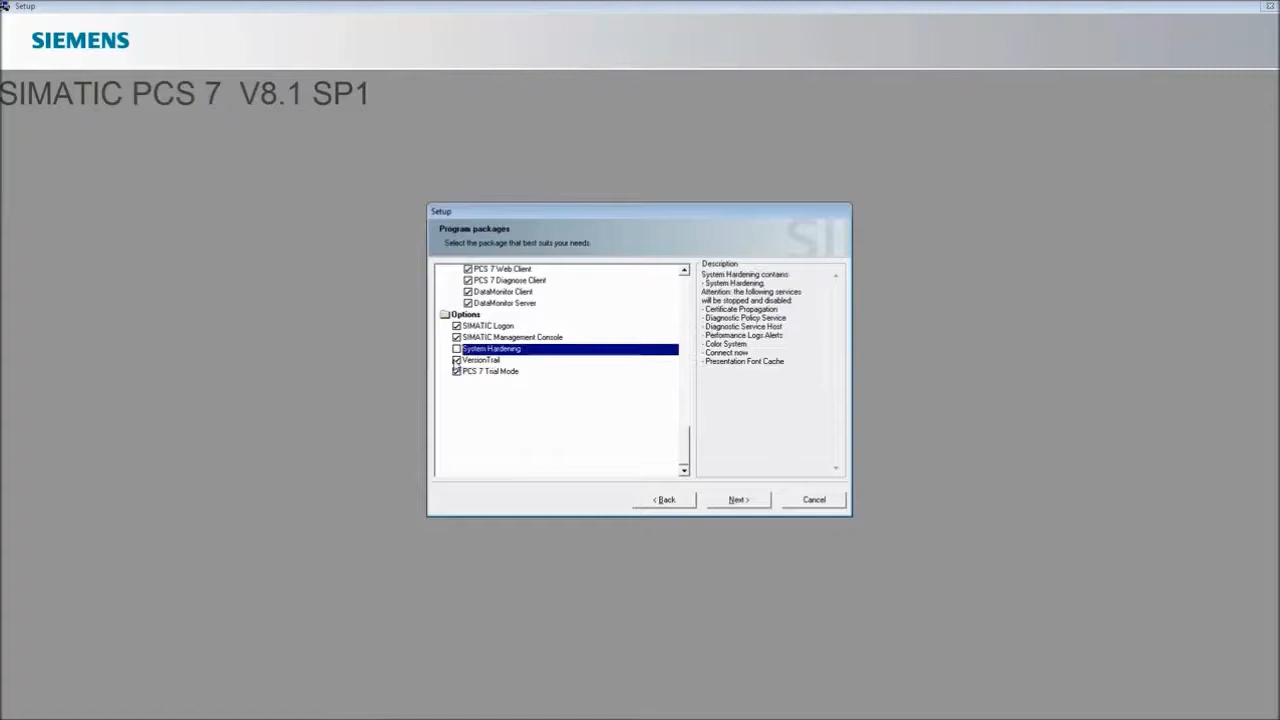 Setup
SIEMENS
SIMATIC PCS 7 V8.1 SP1
Setup
Program packages
Select the package that best suits your needs.
PCS 7 Web Client
PCS 7 Diagnose Client
DataMonitor Client
DataMonitor Server
Options
SIMATIC Logon
SIMATIC Management Console
System Hardening
VersionTrail
PCS 7 Trial Mode
Description
System Hardening contains
- System Hardening,
Attention: the following services
will be stopped and disabled:
- Certificate Propagation
- Diagnostic Policy Service
- Diagnostic Service Host
- Performance Logs Alerts
- Color System
- Connect now
- Presentation Font Cache
< Back
Next >
Cancel